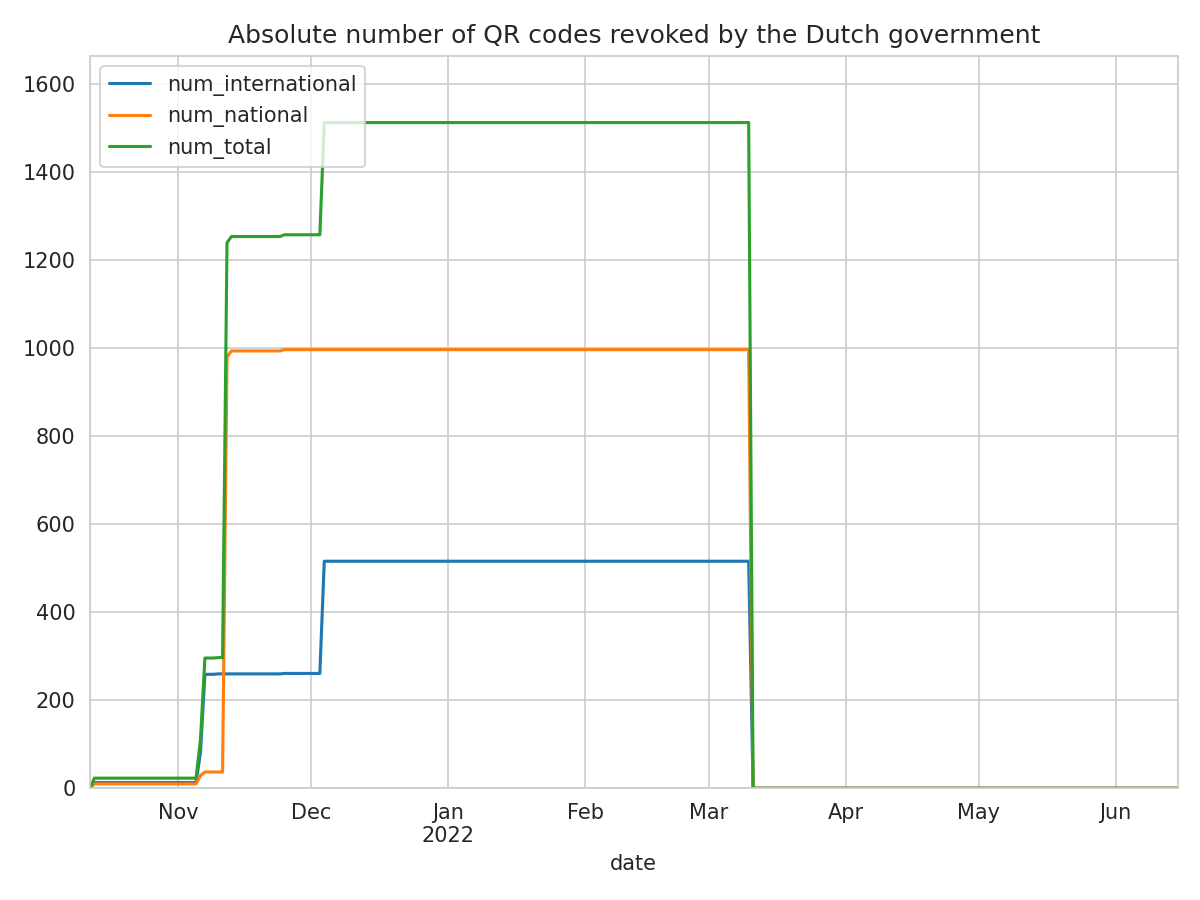 Absolute number of QR codes revoked by the Dutch government
num_international
num_national
num_total
1600
1400
1200
1000
800
600
400
200
0
Nov Dec Jan Feb Mar Apr May Jun
2022
date